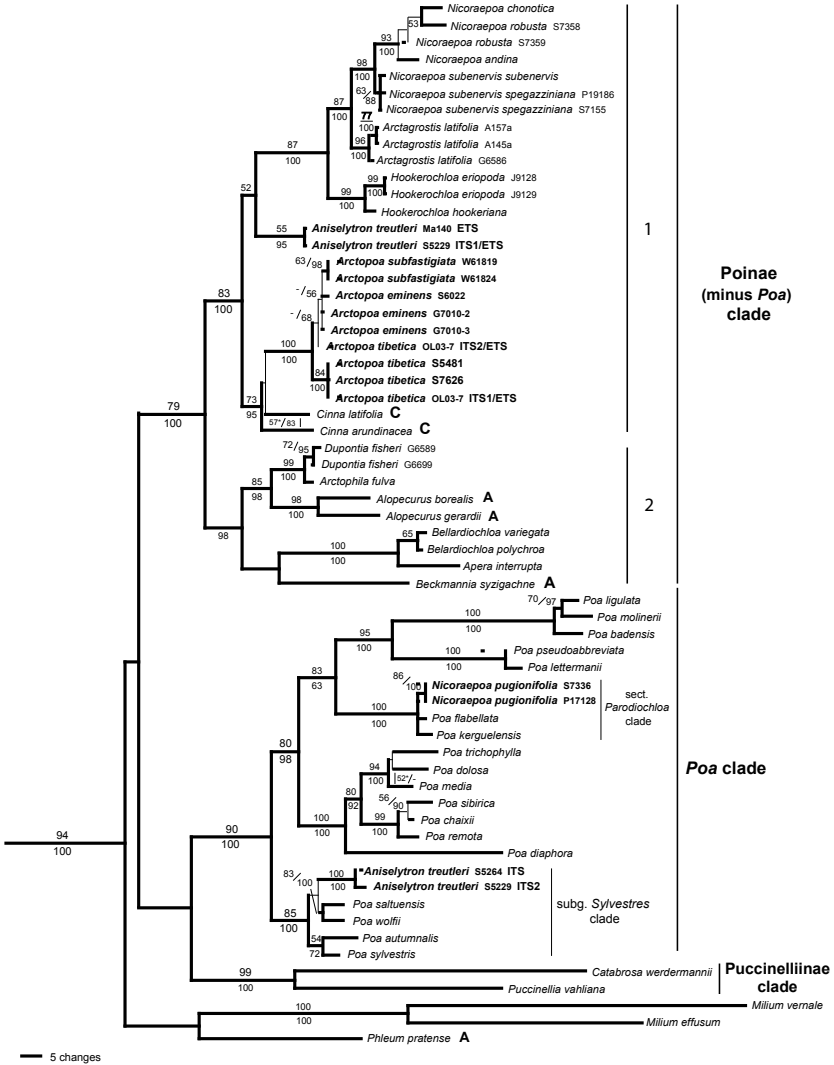 Nicoraepoa chonotica
53
Nicoraepoa robusta S7358
93
Nicoraepoa robusta S7359
100
Nicoraepoa andina
98
100
Nicoraepoa subenervis subenervis
63/88
Nicoraepoa subenervis spegazziniana P19186
87
100
Nicoraepoa subenervis spegazziniana S7155
77
100
Arctagrostis latifolia A157a
96
100
Arctagrostis latifolia A145a
Arctagrostis latifolia G6586
87
100
99
100
Hookerochloa eriopoda J9128
Hookerochloa eriopoda J9129
99
100
Hookerochloa hookeriana
52
55
95
Aniselytron treutleri Ma140 ETS
Aniselytron treutleri S5229 ITS1/ETS
1
63/98
Arctopoa subfastigiata W61819
Arctopoa subfastigiata W61824
-/56
Arctopoa eminens S6022
-/68
Arctopoa eminens G7010-2
Arctopoa eminens G7010-3
83
100
100
100
Arctopoa tibetica OL03-7 ITS2/ETS
84
100
Arctopoa tibetica S5481
Arctopoa tibetica S7626
Arctopoa tibetica OL03-7 ITS1/ETS
73
95
Cinna latifolia C
57*/83
Cinna arundinacea C
Poinae
(minus Poa)
clade
79
100
72/95
Dupontia fisheri G6589
Dupontia fisheri G6699
99
100
Arctophila fulva
85
98
98
100
Alopecurus borealis A
Alopecurus gerardii A
2
98
65
Bellardiochloa variegata
Belardiochloa polychroa
100
100
Apera interrupta
Beckmannia syzigachne A
70/97
Poa ligulata
100
100
Poa molinerii
Poa badensis
95
100
100
Poa pseudoabbreviata
Poa lettermanii
83
63
86/100
Nicoraepoa pugionifolia S7336
Nicoraepoa pugionifolia P17128
100
100
Poa flabellata
Poa kerguelensis
sect.
Parodiochloa
clade
80
98
Poa trichophylla
94
100
Poa dolosa
52*/-
Poa media
80
92
56/90
Poa sibirica
Poa chaixii
99
100
Poa remota
100
100
Poa diaphora
Poa clade
94
100
90
100
83/100
100
100
Aniselytron treutleri S5264 ITS
Aniselytron treutleri S5229 ITS2
Poa saltuensis
Poa wolfii
85
100
54
72
Poa autumnalis
Poa sylvestris
subg. Sylvestres
clade
99
100
Catabrosa werdermannii
Puccinellia vahliana
Puccinelliinae
clade
100
100
Milium vernale
Milium effusum
Phleum pratense A
5 changes